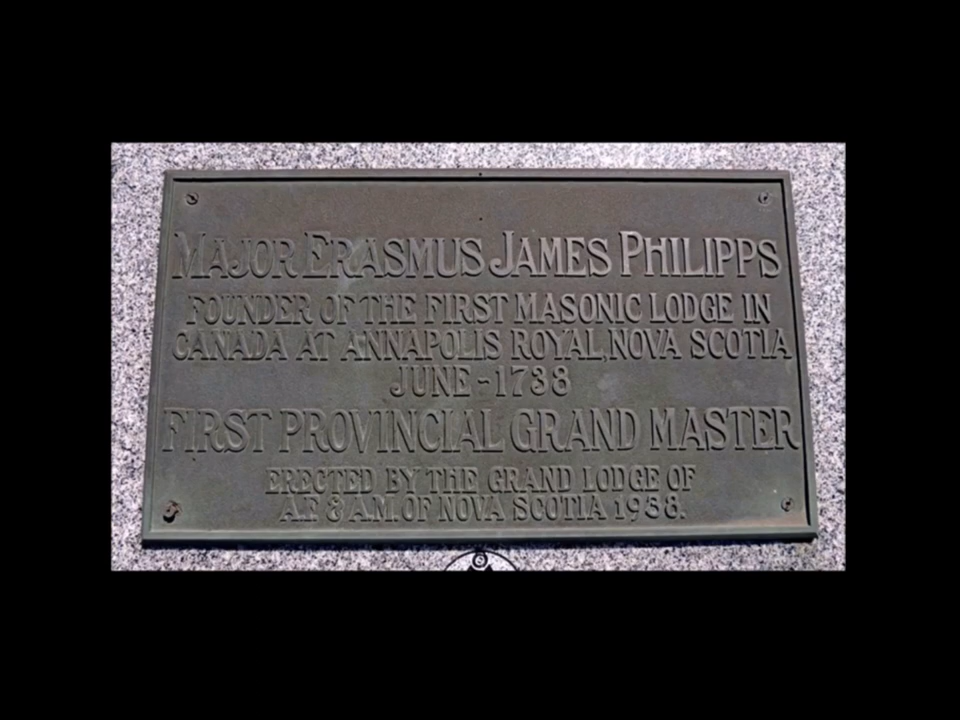 MAJOR ERASMUS JAMES PHILIPPS
FOUNDER OF THE FIRST MASONIC LODGE IN
CANADA AT ANNAPOLIS ROYAL, NOVA SCOTIA
JUNE - 1738
FIRST PROVINCIAL GRAND MASTER
ERECTED BY THE GRAND LODGE OF
A.F. & A.M. OF NOVA SCOTIA 1938.